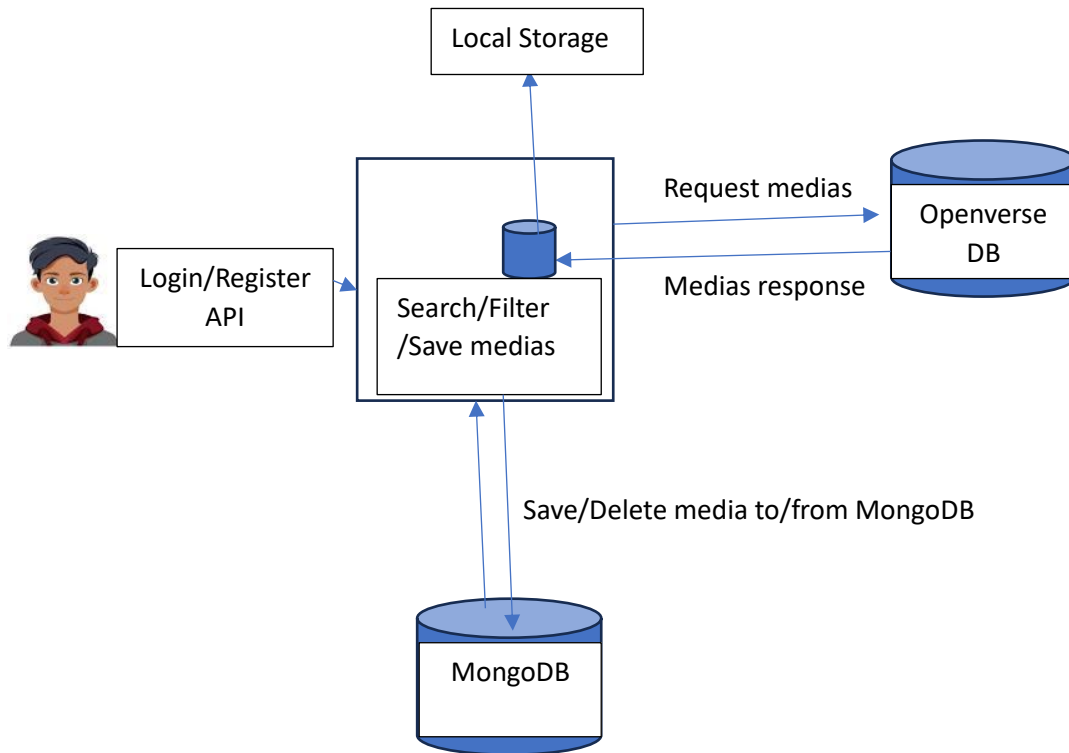 Local Storage
Request medias
Openverse
DB
Login/Register
API
Medias response
Search/Filter
/Save medias
Save/Delete media to/from MongoDB
MongoDB